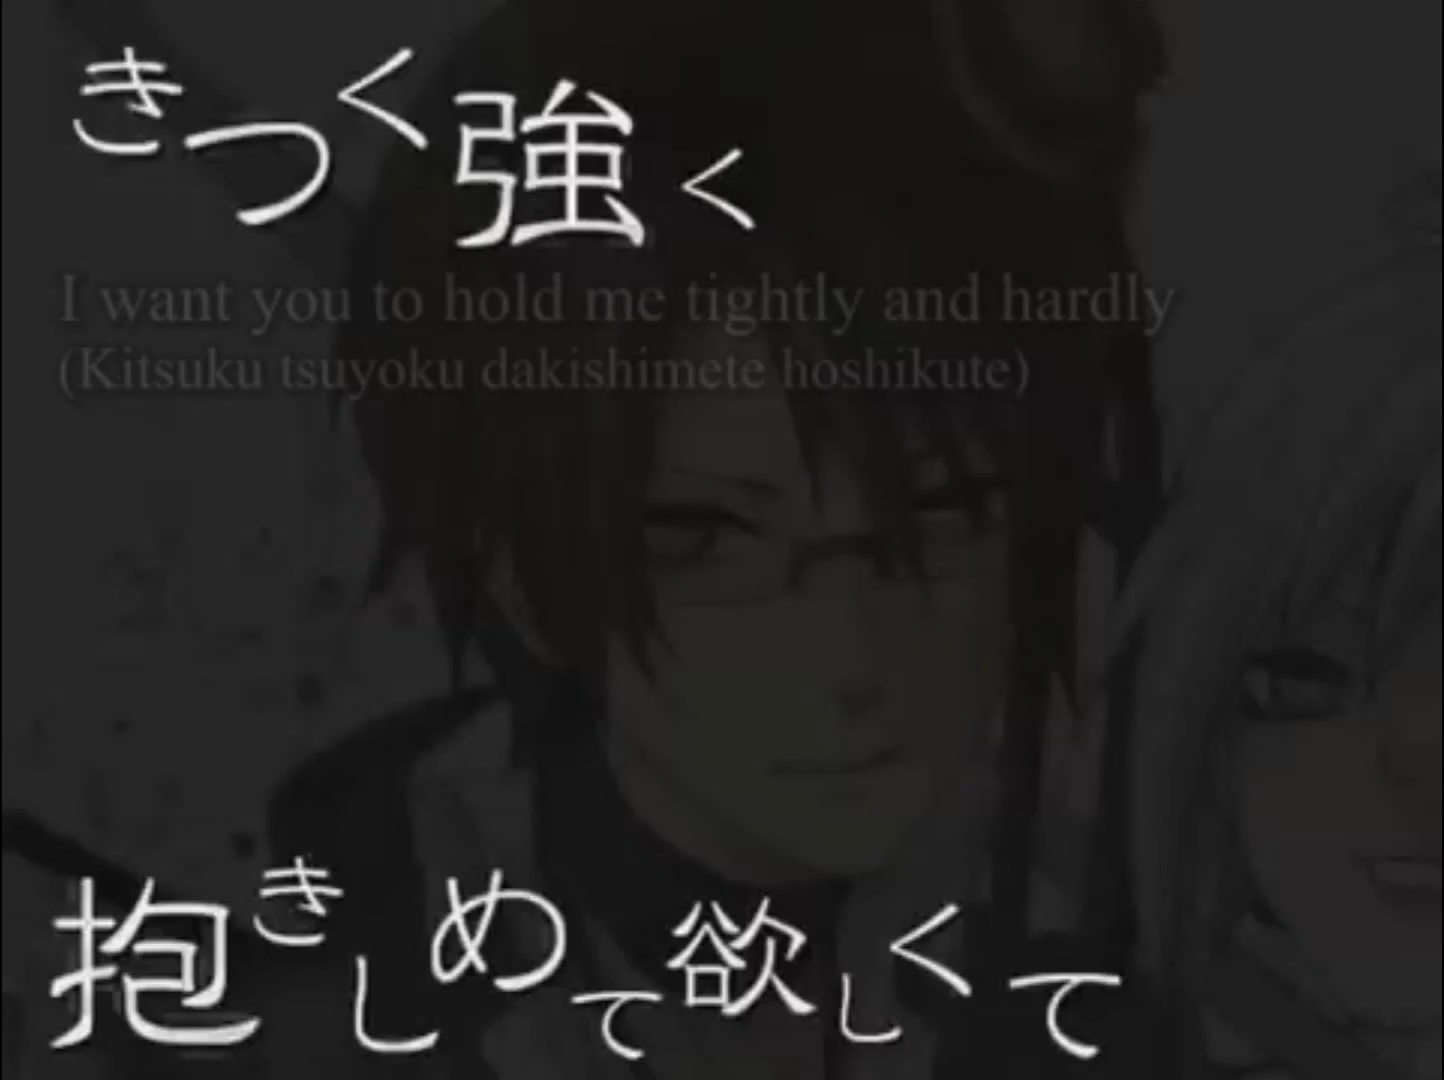 きつく強く
I want you to hold me tightly and hardly
(Kitsuku tsuyoku dakishimete hoshikute)
抱きしめて欲しくて